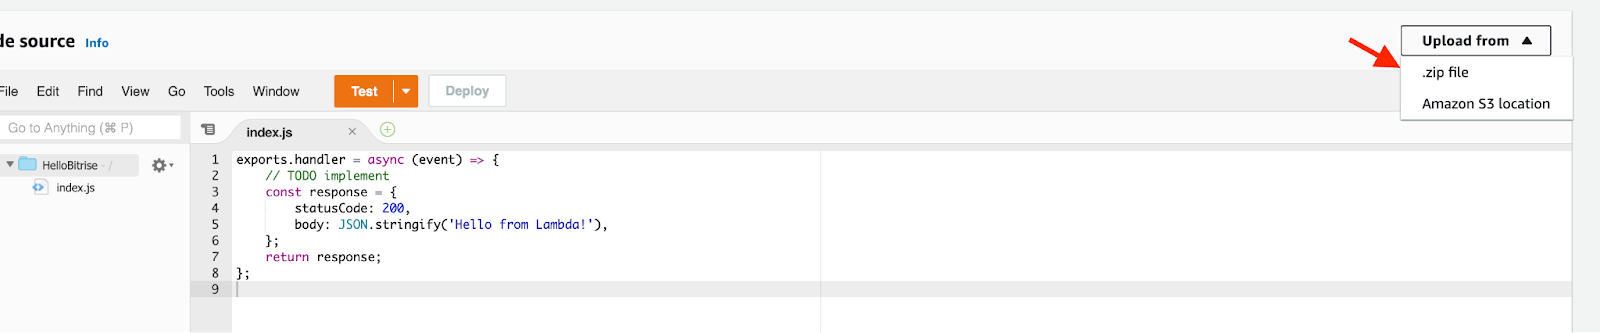 de source Info
Upload from
.zip file
Amazon S3 location
File Edit Find View Go Tools Window Test Deploy
Go to Anything (⌘ P)
index.js
HelloBitrise - /
index.js
1 exports.handler = async (event) => {
2 // TODO implement
3 const response = {
4 statusCode: 200,
5 body: JSON.stringify('Hello from Lambda!'),
6 };
7 return response;
8 };
9